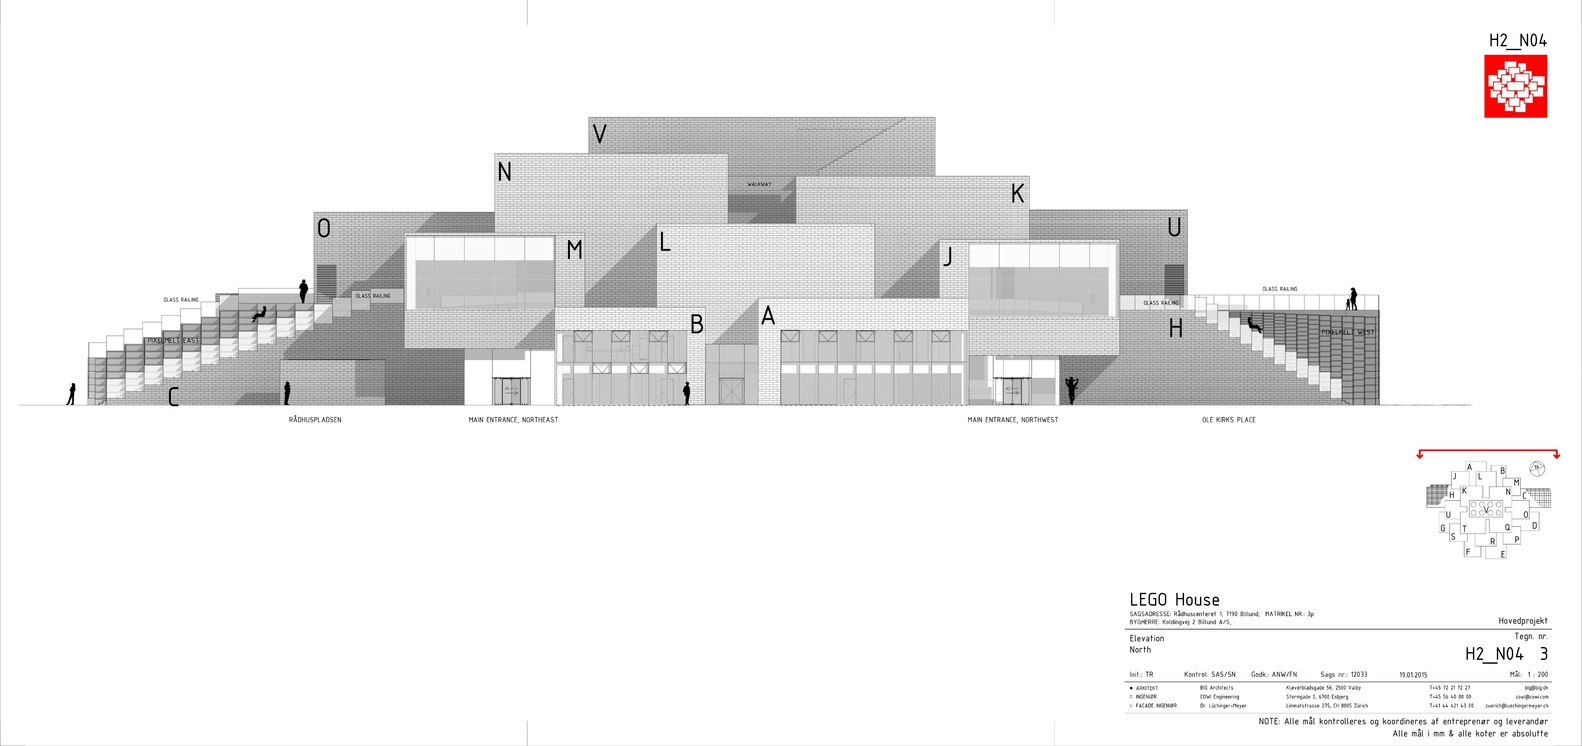 H2_N04
V
N
WALKWAY
K
O
U
L
M
J
GLASS RAILING
GLASS RAILING
GLASS RAILING
GLASS RAILING
A
B
H
PIXELMELT EAST
PIXELMELT WEST
C
RÅDHUSPLADSEN
MAIN ENTRANCE, NORTHEAST
MAIN ENTRANCE, NORTHWEST
OLE KIRKS PLACE
N
A
B
J
L
M
K
N
H
C
V
U
O
G
T
Q
D
S
R
P
F
E
LEGO House
SAGSADRESSE: Rådhuscenteret 1, 7190 Billund, MATRIKEL NR.: 3p
BYGHERRE: Koldingvej 2 Billund A/S,
Hovedprojekt
Elevation
North
Tegn. nr.
H2_N04 3
Init.: TR Kontrol: SAS/SN Godk.: ANW/FN Sags nr.: 12033 19.01.2015 Mål: 1 : 200
ARKITEKT BIG Architects Kløverbladsgade 56, 2500 Valby T+45 72 21 72 27 big@big.dk
INGENIØR COWI Engineering Stormgade 2, 6700 Esbjerg T+45 56 40 00 00 cowi@cowi.com
FACADE INGENIØR Dr. Lüchinger+Meyer Limmatstrasse 275, CH 8005 Zürich T+41 44 421 43 00 zuerich@luechingermeyer.ch
NOTE: Alle mål kontrolleres og koordineres af entreprenør og leverandør
Alle mål i mm & alle koter er absolutte